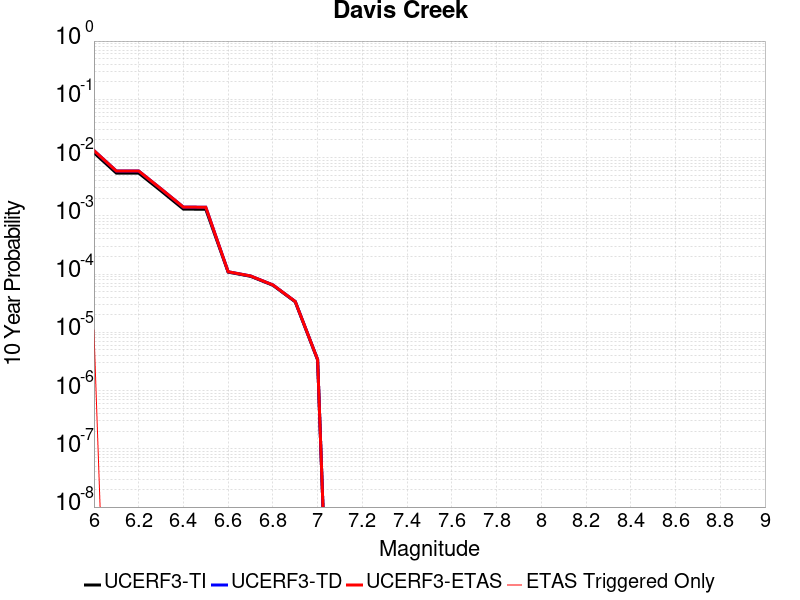 Davis Creek
10 Year Probability
10^0
10^-1
10^-2
10^-3
10^-4
10^-5
10^-6
10^-7
10^-8
6 6.2 6.4 6.6 6.8 7 7.2 7.4 7.6 7.8 8 8.2 8.4 8.6 8.8 9
Magnitude
UCERF3-TI UCERF3-TD UCERF3-ETAS ETAS Triggered Only